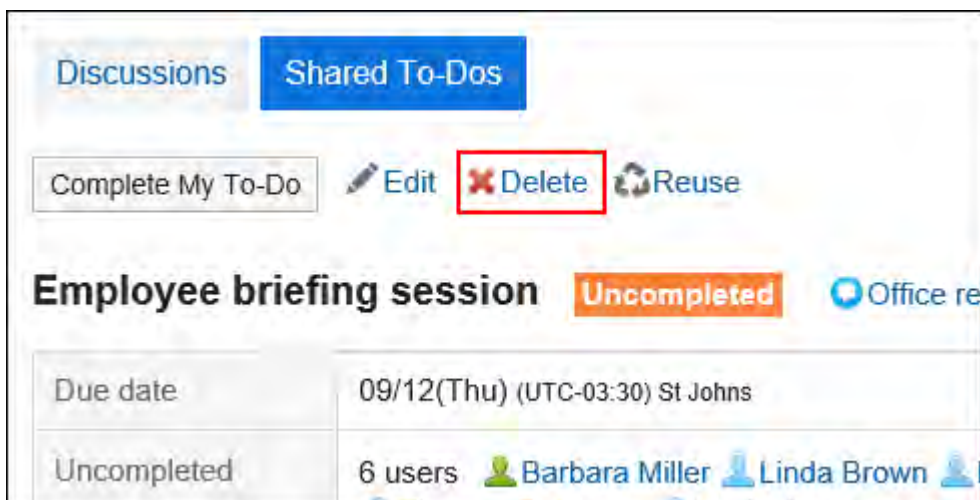 Discussions Shared To-Dos
Complete My To-Do Edit Delete Reuse
Employee briefing session Uncompleted Office re
Due date 09/12(Thu) (UTC-03:30) St Johns
Uncompleted 6 users Barbara Miller Linda Brown